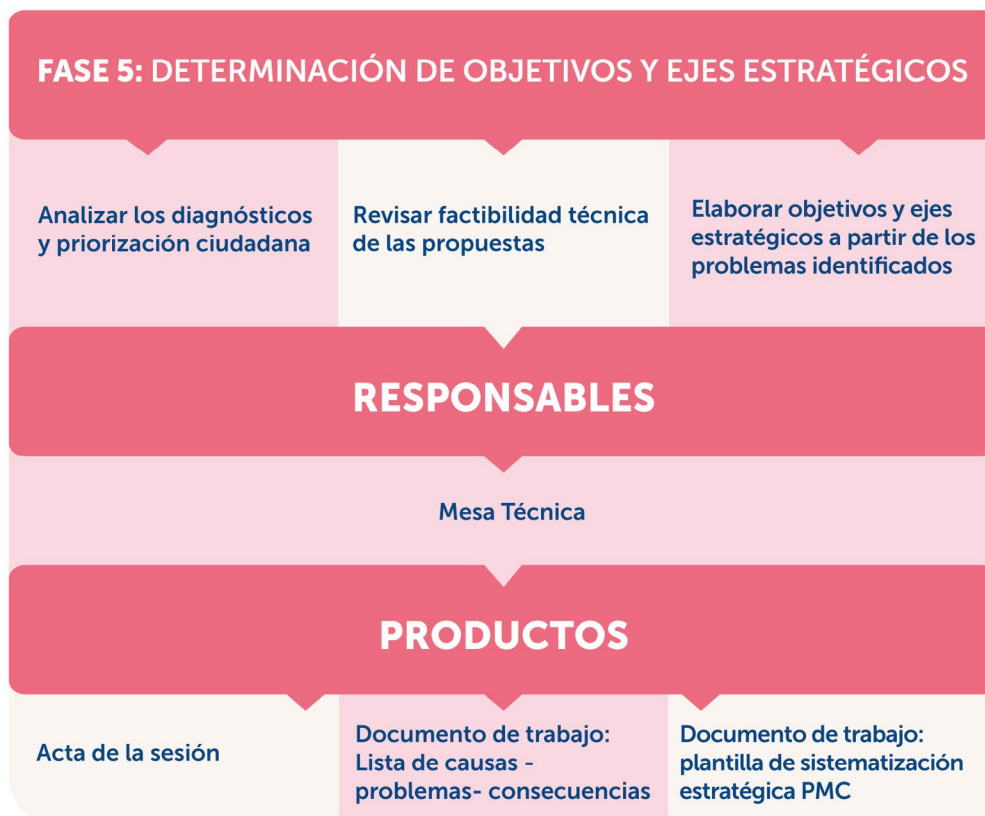 FASE 5: DETERMINACIÓN DE OBJETIVOS Y EJES ESTRATÉGICOS
Analizar los diagnósticos
y priorización ciudadana
Revisar factibilidad técnica
de las propuestas
Elaborar objetivos y ejes
estratégicos a partir de los
problemas identificados
RESPONSABLES
Mesa Técnica
PRODUCTOS
Acta de la sesión
Documento de trabajo:
Lista de causas -
problemas- consecuencias
Documento de trabajo:
plantilla de sistematización
estratégica PMC